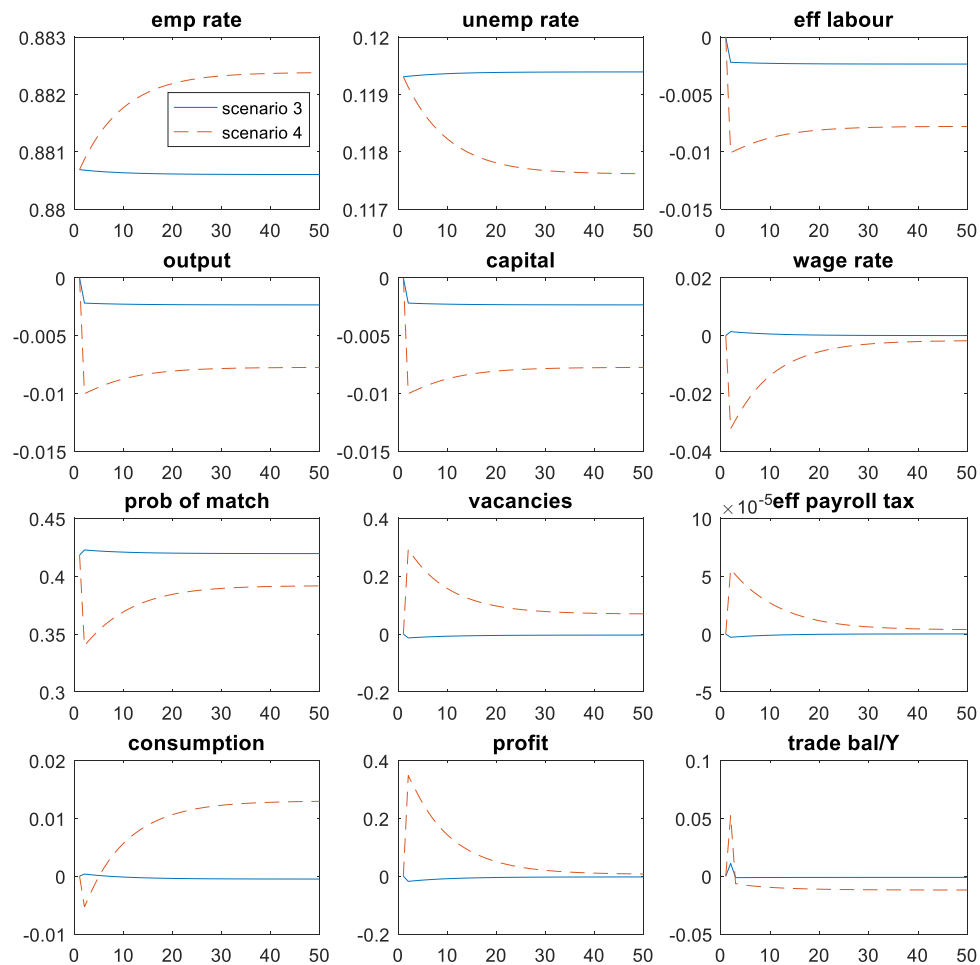 emp rate
0.883
0.882
0.881
0.88
scenario 3
scenario 4
0 10 20 30 40 50
unemp rate
0.12
0.119
0.118
0.117
0 10 20 30 40 50
eff labour
0
-0.005
-0.01
-0.015
0 10 20 30 40 50
output
0
-0.005
-0.01
-0.015
0 10 20 30 40 50
capital
0
-0.005
-0.01
-0.015
0 10 20 30 40 50
wage rate
0.02
0
-0.02
-0.04
0 10 20 30 40 50
prob of match
0.45
0.4
0.35
0.3
0 10 20 30 40 50
vacancies
0.4
0.2
0
-0.2
0 10 20 30 40 50
×10-5 eff payroll tax
10
5
0
-5
0 10 20 30 40 50
consumption
0.02
0.01
0
-0.01
0 10 20 30 40 50
profit
0.4
0.2
0
-0.2
0 10 20 30 40 50
trade bal/Y
0.1
0.05
0
-0.05
0 10 20 30 40 50